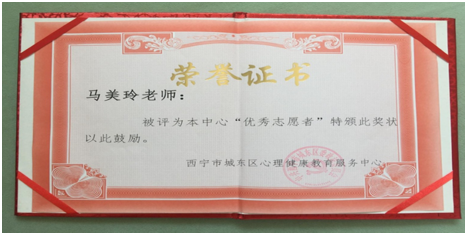 荣誉证书
马美玲老师：
被评为本中心“优秀志愿者”特颁此奖状
以此鼓励。
西宁市城东区心理健康教育服务中心